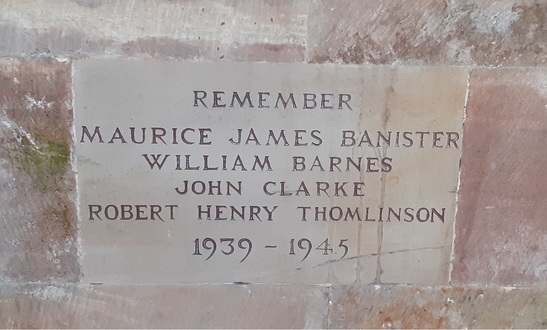 REMEMBER
MAURICE JAMES BANISTER
WILLIAM BARNES
JOHN CLARKE
ROBERT HENRY THOMLINSON
1939 - 1945